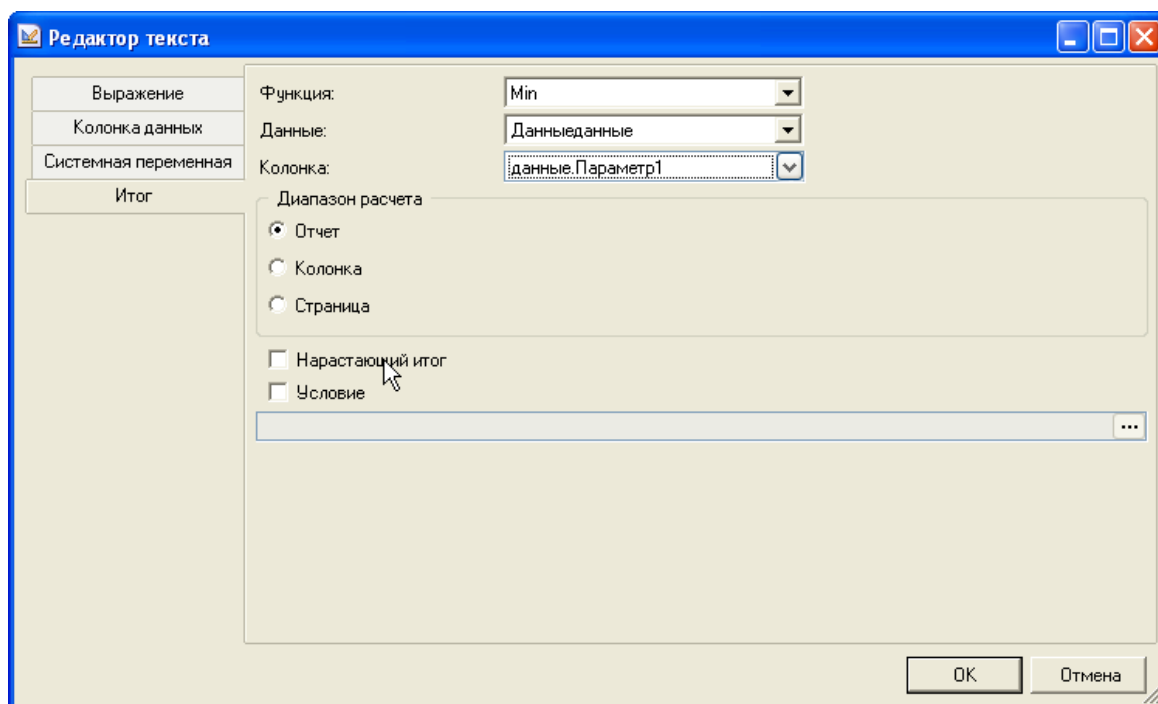 Редактор текста
Выражение
Колонка данных
Системная переменная
Итог
Функция: Min
Данные: Данныеданные
Колонка: данные.Параметр1
Диапазон расчета
Отчет
Колонка
Страница
Нарастающий итог
Условие
...
OK Отмена